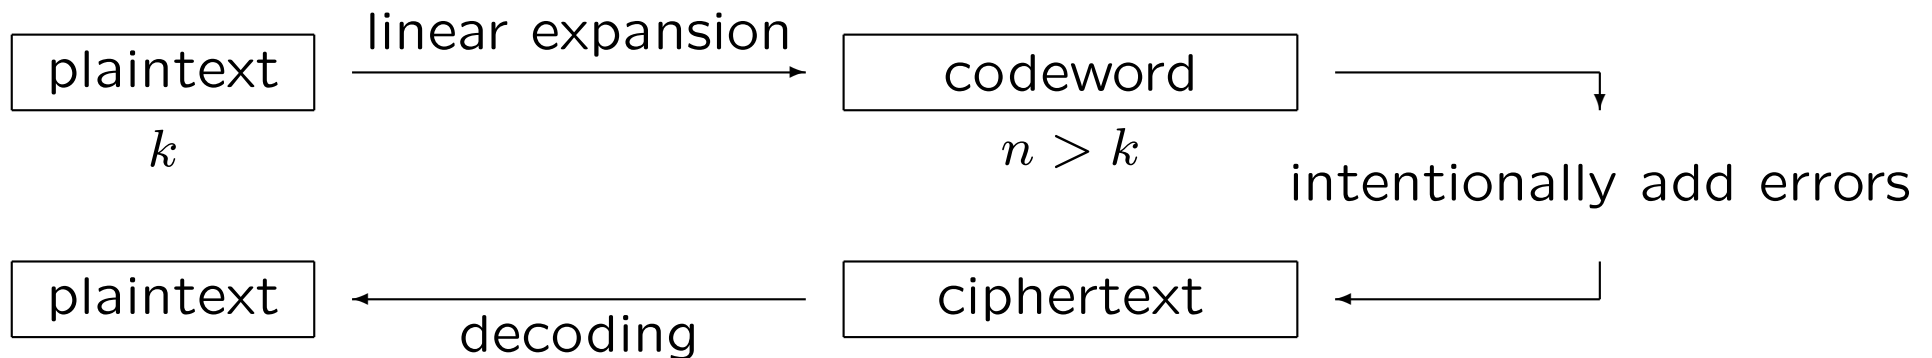 linear expansion
plaintext
codeword
k
n > k
intentionally add errors
plaintext
ciphertext
decoding